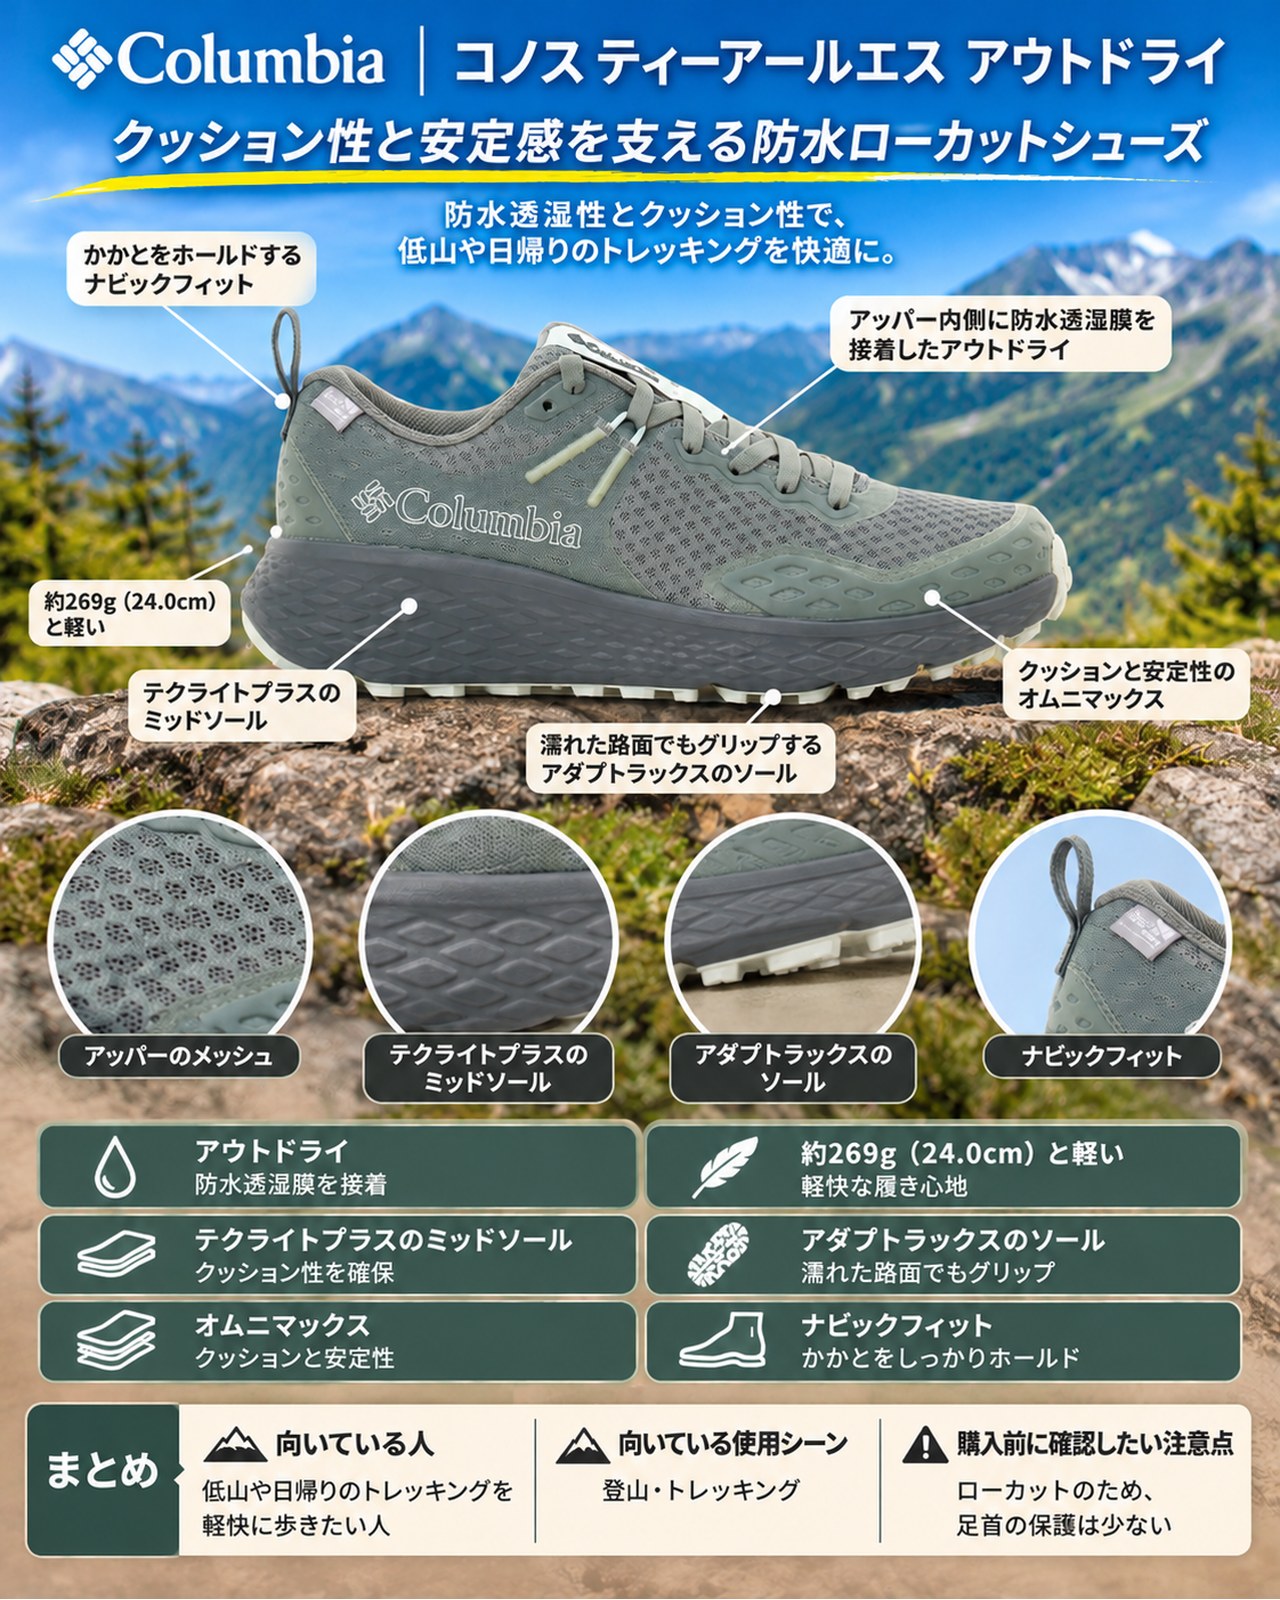 Columbia | コノス ティーアールエス アウトドライ
クッション性と安定感を支える防水ローカットシューズ
防水透湿性とクッション性で、
低山や日帰りのトレッキングを快適に。
かかとをホールドする
ナビックフィット
アッパー内側に防水透湿膜を
接着したアウトドライ
Columbia
約269g（24.0cm）
と軽い
テクライトプラスの
ミッドソール
クッションと安定性の
オムニマックス
濡れた路面でもグリップする
アダプトラックスのソール
アッパーのメッシュ
テクライトプラスの
ミッドソール
アダプトラックスの
ソール
ナビックフィット
アウトドライ
防水透湿膜を接着
約269g（24.0cm）と軽い
軽快な履き心地
テクライトプラスのミッドソール
クッション性を確保
アダプトラックスのソール
濡れた路面でもグリップ
オムニマックス
クッションと安定性
ナビックフィット
かかとをしっかりホールド
まとめ
向いている人
低山や日帰りのトレッキングを
軽快に歩きたい人
向いている使用シーン
登山・トレッキング
購入前に確認したい注意点
ローカットのため、
足首の保護は少ない